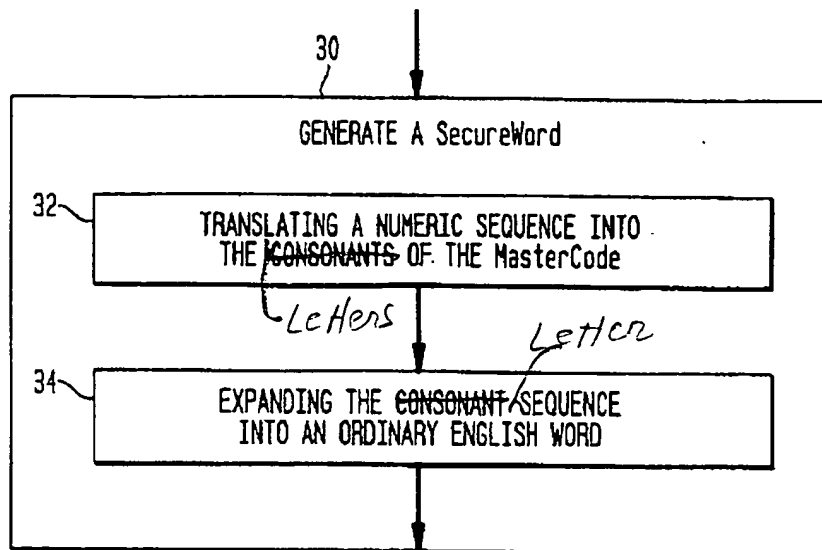 30
GENERATE A SecureWord
32
TRANSLATING A NUMERIC SEQUENCE INTO
THE CONSONANTS OF THE MasterCode
Letters
Letter
34
EXPANDING THE CONSONANT SEQUENCE
INTO AN ORDINARY ENGLISH WORD